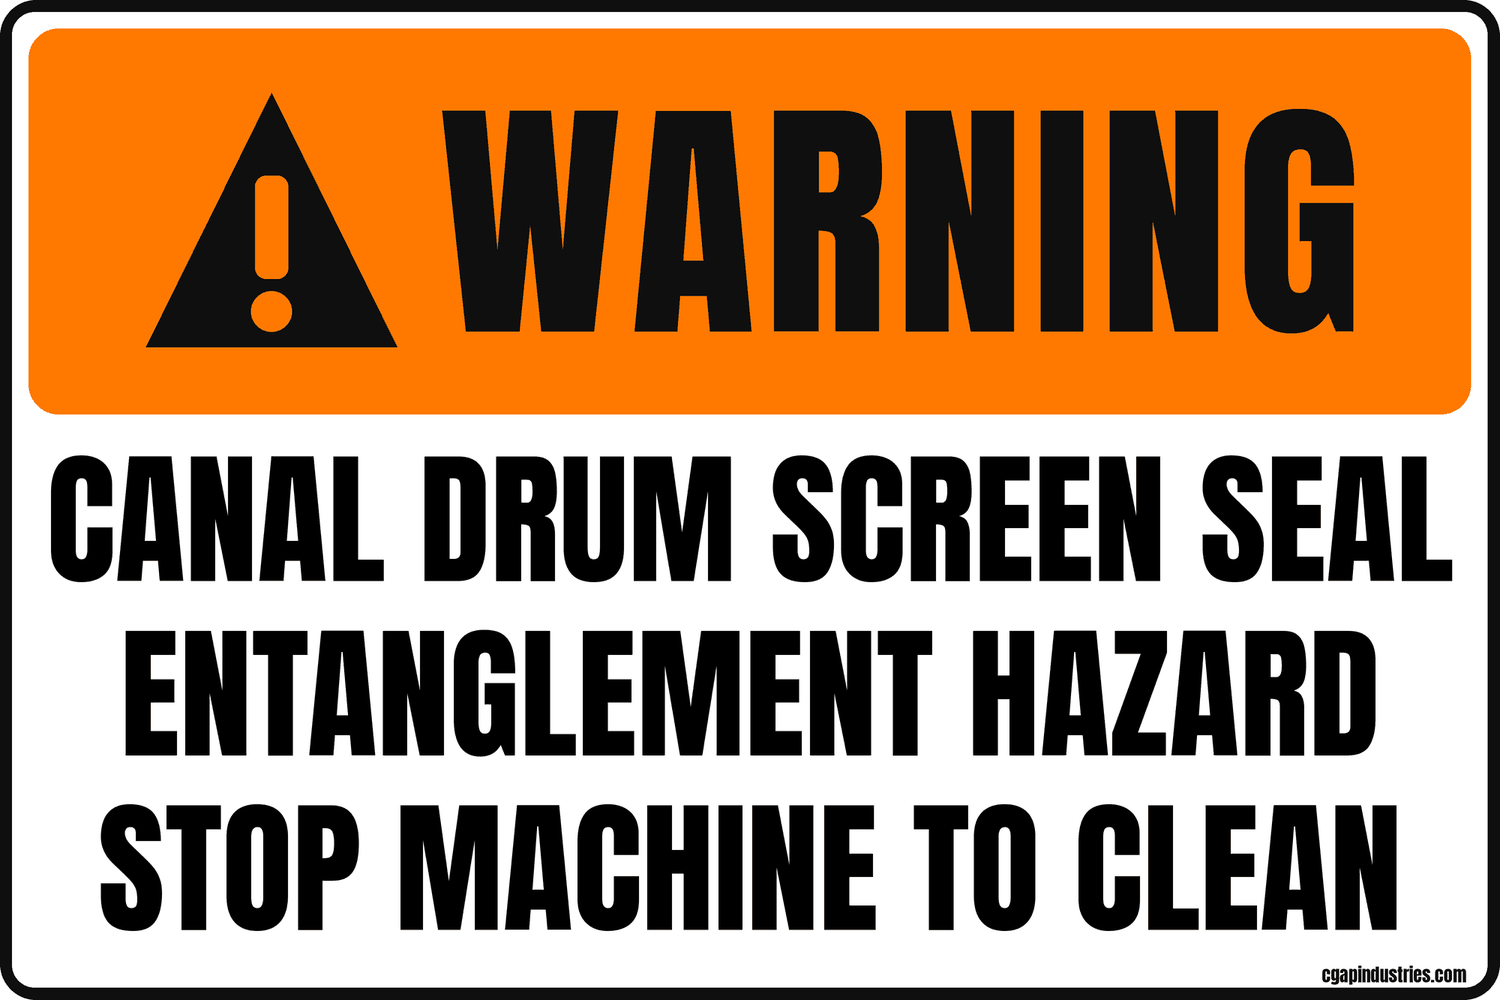 WARNING
CANAL DRUM SCREEN SEAL
ENTANGLEMENT HAZARD
STOP MACHINE TO CLEAN
cgapindustries.com